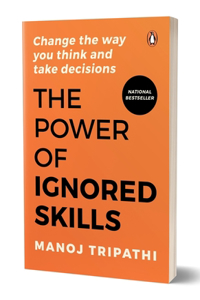 Change the way
you think and
take decisions
NATIONAL
BESTSELLER
THE
POWER
OF
IGNORED
SKILLS
MANOJ TRIPATHI